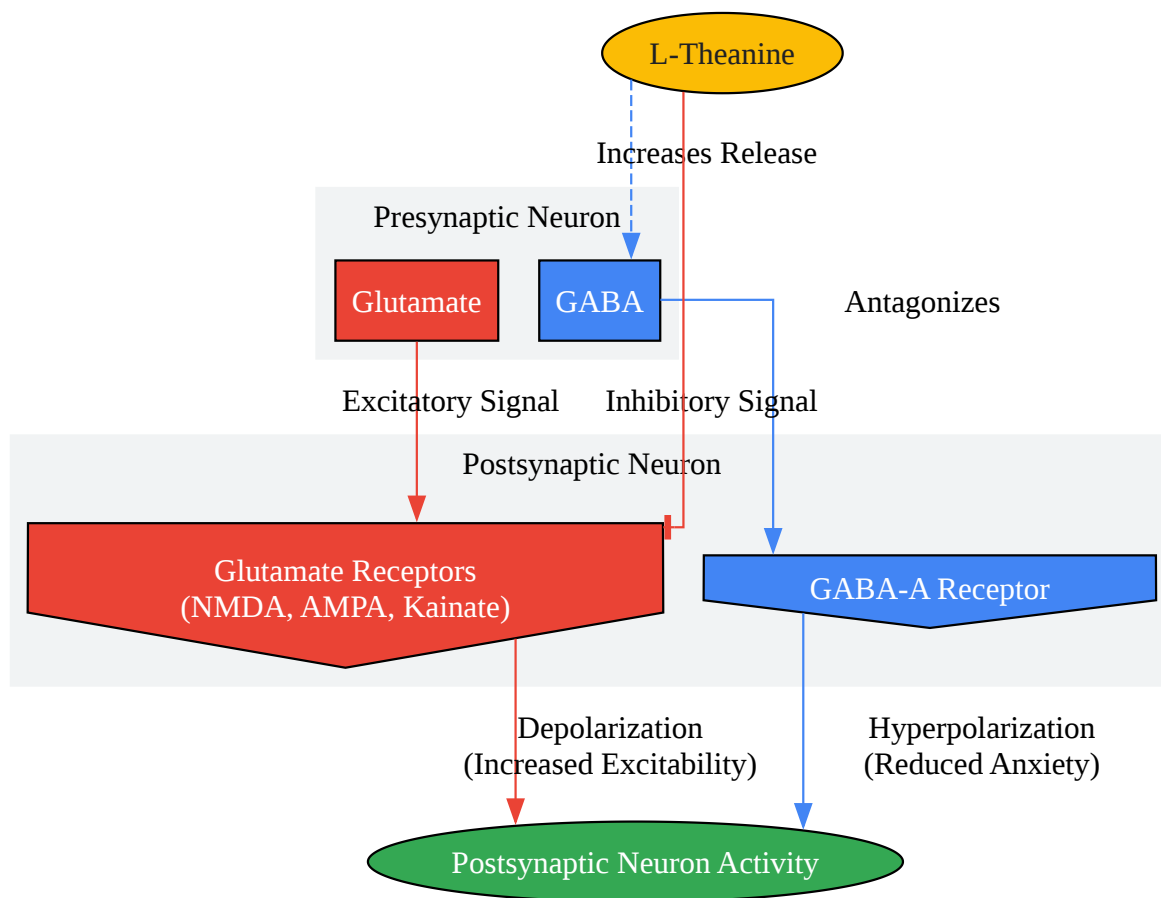 L-Theanine
Increases Release
Presynaptic Neuron
Glutamate
GABA
Antagonizes
Excitatory Signal
Inhibitory Signal
Postsynaptic Neuron
Glutamate Receptors
(NMDA, AMPA, Kainate)
GABA-A Receptor
Depolarization
(Increased Excitability)
Hyperpolarization
(Reduced Anxiety)
Postsynaptic Neuron Activity